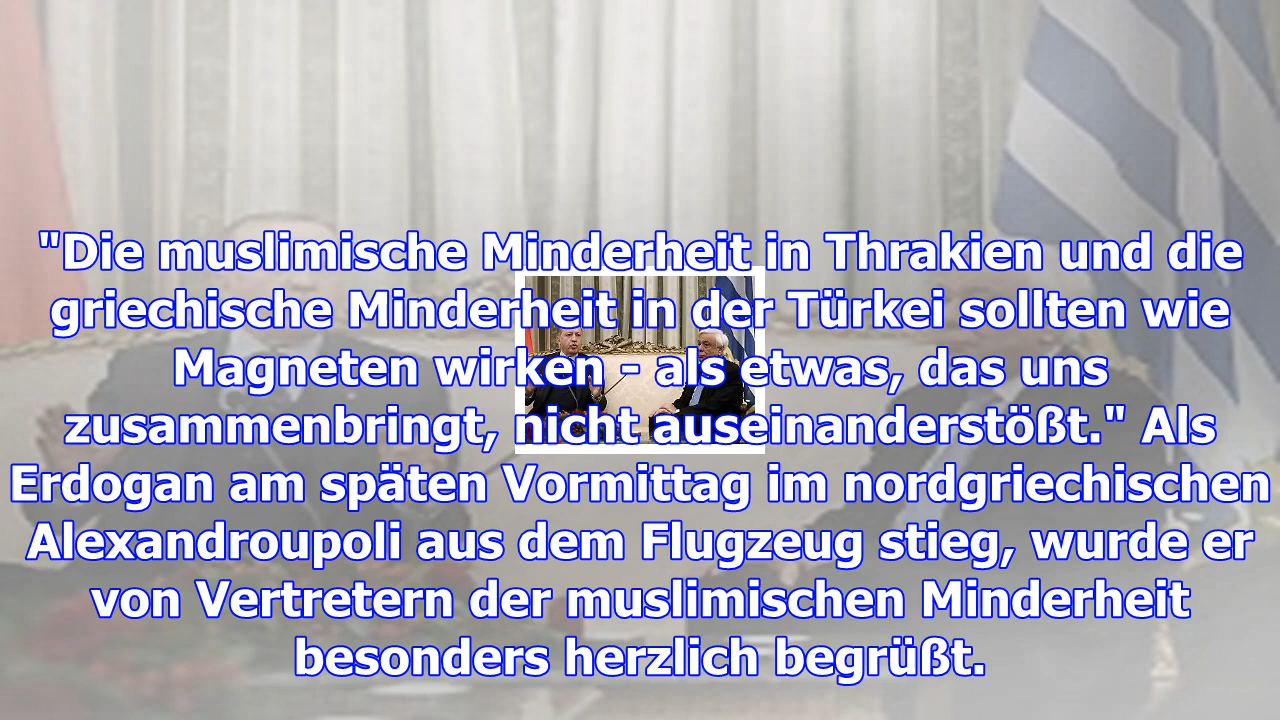 "Die muslimische Minderheit in Thrakien und die
griechische Minderheit in der Türkei sollten wie
Magneten wirken - als etwas, das uns
zusammenbringt, nicht auseinanderstößt." Als
Erdogan am späten Vormittag im nordgriechischen
Alexandroupoli aus dem Flugzeug stieg, wurde er
von Vertretern der muslimischen Minderheit
besonders herzlich begrüßt.